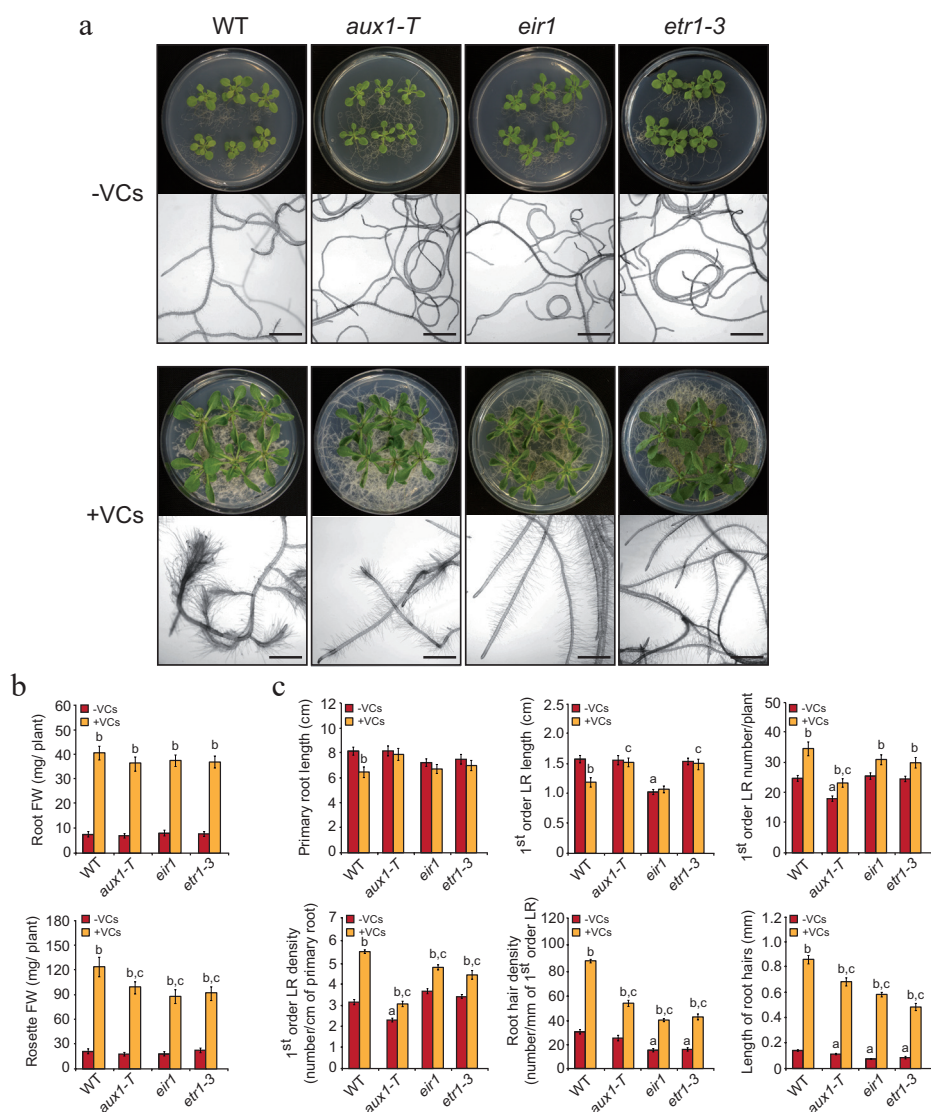 a
WT aux1-T eir1 etr1-3
-VCs
+VCs
b
c
-VCs
+VCs
Root FW (mg/ plant)
60
50
40
30
20
10
0
b b b b
WT aux1-T eir1 etr1-3
-VCs
+VCs
Primary root length (cm)
14
12
10
8
6
4
2
0
b
WT aux1-T eir1 etr1-3
-VCs
+VCs
1st order LR length (cm)
2.5
2.0
1.5
1.0
0.5
0
b c a c
WT aux1-T eir1 etr1-3
-VCs
+VCs
1st order LR number/plant
50
40
30
20
10
0
b a b,c b b
WT aux1-T eir1 etr1-3
-VCs
+VCs
Rosette FW (mg/ plant)
180
150
120
90
60
30
0
b b,c b,c b,c
WT aux1-T eir1 etr1-3
-VCs
+VCs
1st order LR density
(number/cm of primary root)
7
6
5
4
3
2
1
0
b a b,c b,c b,c
WT aux1-T eir1 etr1-3
-VCs
+VCs
Root hair density
(number/mm of 1st order LR)
120
100
80
60
40
20
0
b b,c a b,c a b,c
WT aux1-T eir1 etr1-3
-VCs
+VCs
Length of root hairs (mm)
1.2
1.0
0.8
0.6
0.4
0.2
0
b a b,c a b,c a b,c
WT aux1-T eir1 etr1-3